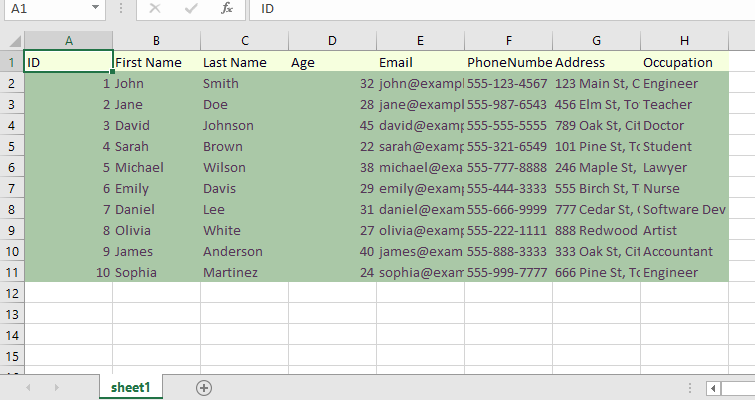 A1 fx ID
A B C D E F G H
1 ID First Name Last Name Age Email PhoneNumbe Address Occupation
2 1 John Smith 32 john@exampl 555-123-4567 123 Main St, C Engineer
3 2 Jane Doe 28 jane@examp 555-987-6543 456 Elm St, To Teacher
4 3 David Johnson 45 david@examp 555-555-5555 789 Oak St, Cit Doctor
5 4 Sarah Brown 22 sarah@examp 555-321-6549 101 Pine St, To Student
6 5 Michael Wilson 38 michael@exa 555-777-8888 246 Maple St, Lawyer
7 6 Emily Davis 29 emily@examp 555-444-3333 555 Birch St, T Nurse
8 7 Daniel Lee 31 daniel@exam 555-666-9999 777 Cedar St, Software Dev
9 8 Olivia White 27 olivia@examp 555-222-1111 888 Redwood Artist
10 9 James Anderson 40 james@exam 555-888-3333 333 Oak St, Cit Accountant
11 10 Sophia Martinez 24 sophia@exam 555-999-7777 666 Pine St, To Engineer
12
13
14
15
sheet1